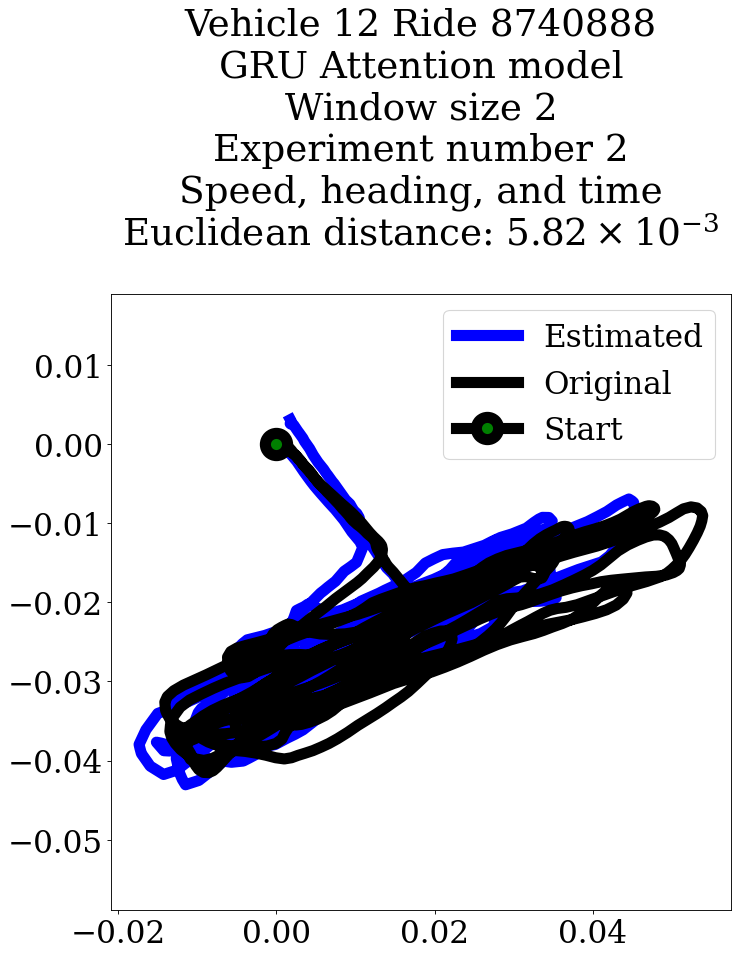 Vehicle 12 Ride 8740888
GRU Attention model
Window size 2
Experiment number 2
Speed, heading, and time
Euclidean distance: 5.82 × 10⁻³
Estimated
Original
Start
0.01
0.00
−0.01
−0.02
−0.03
−0.04
−0.05
−0.02 0.00 0.02 0.04